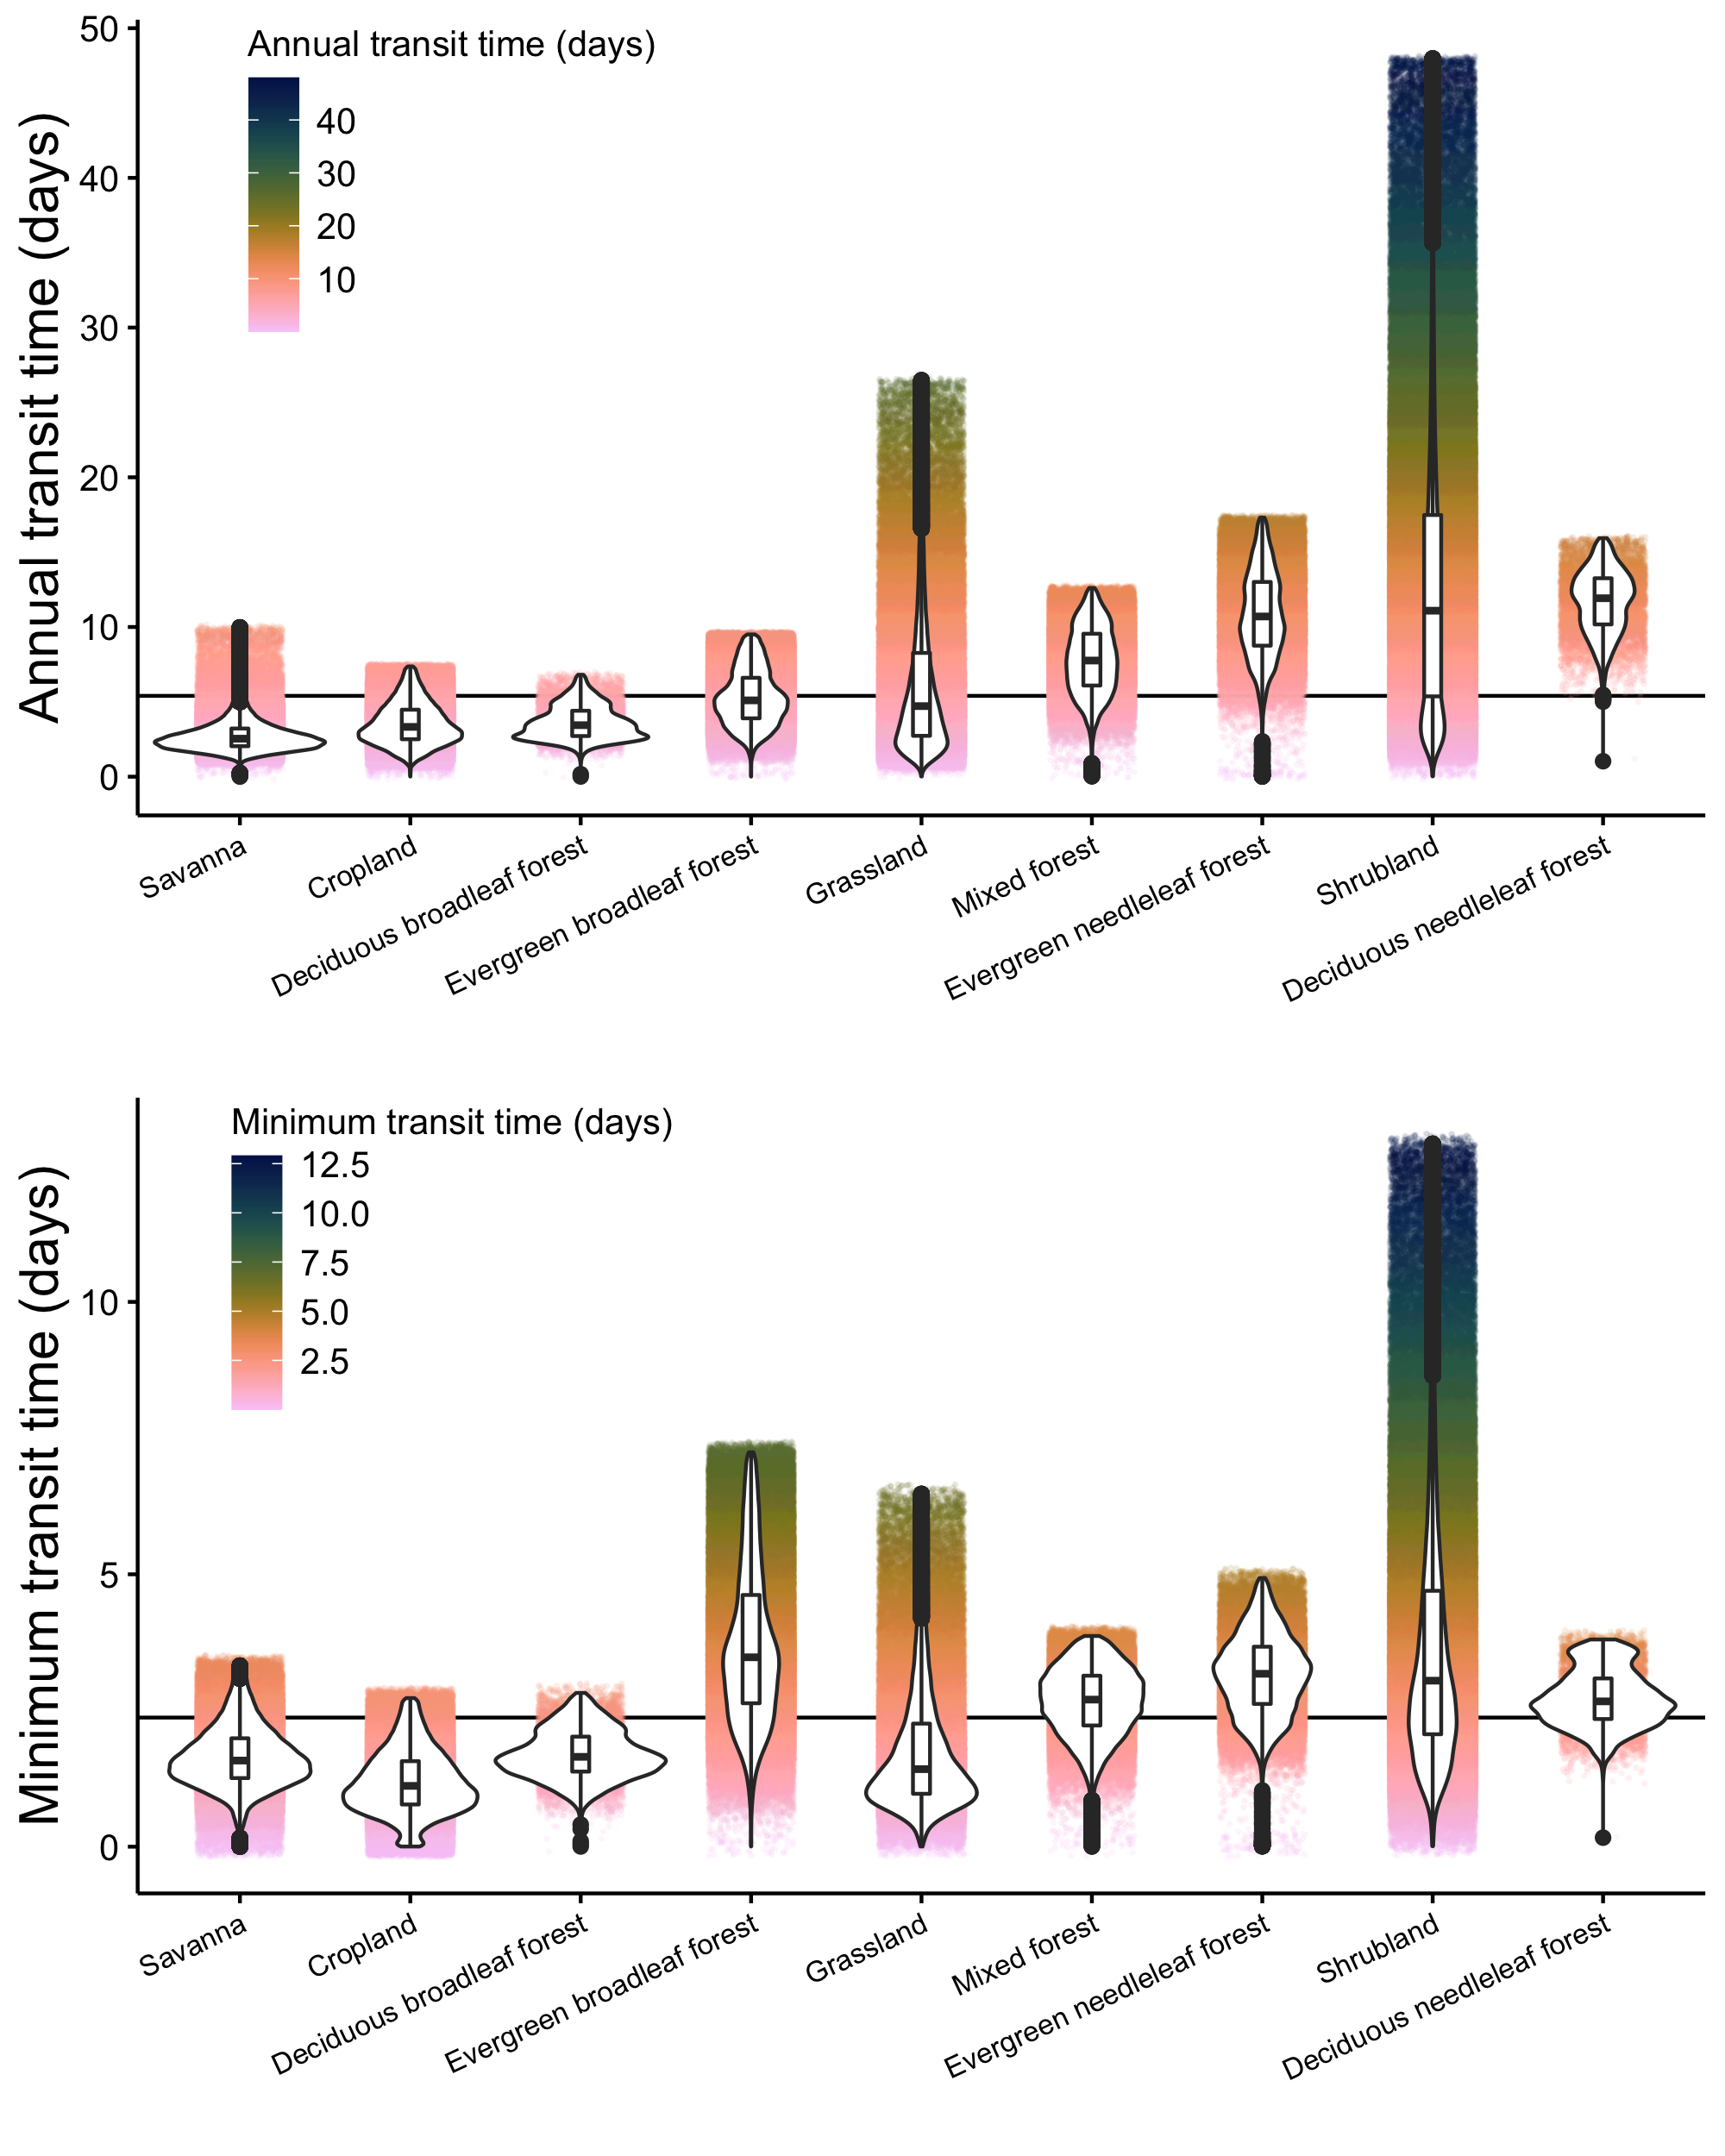 Annual transit time (days)
50
40
30
20
10
0
Annual transit time (days)
40
30
20
10
Savanna
Cropland
Deciduous broadleaf forest
Evergreen broadleaf forest
Grassland
Mixed forest
Evergreen needleleaf forest
Shrubland
Deciduous needleleaf forest
Minimum transit time (days)
10
5
0
Minimum transit time (days)
12.5
10.0
7.5
5.0
2.5
Savanna
Cropland
Deciduous broadleaf forest
Evergreen broadleaf forest
Grassland
Mixed forest
Evergreen needleleaf forest
Shrubland
Deciduous needleleaf forest